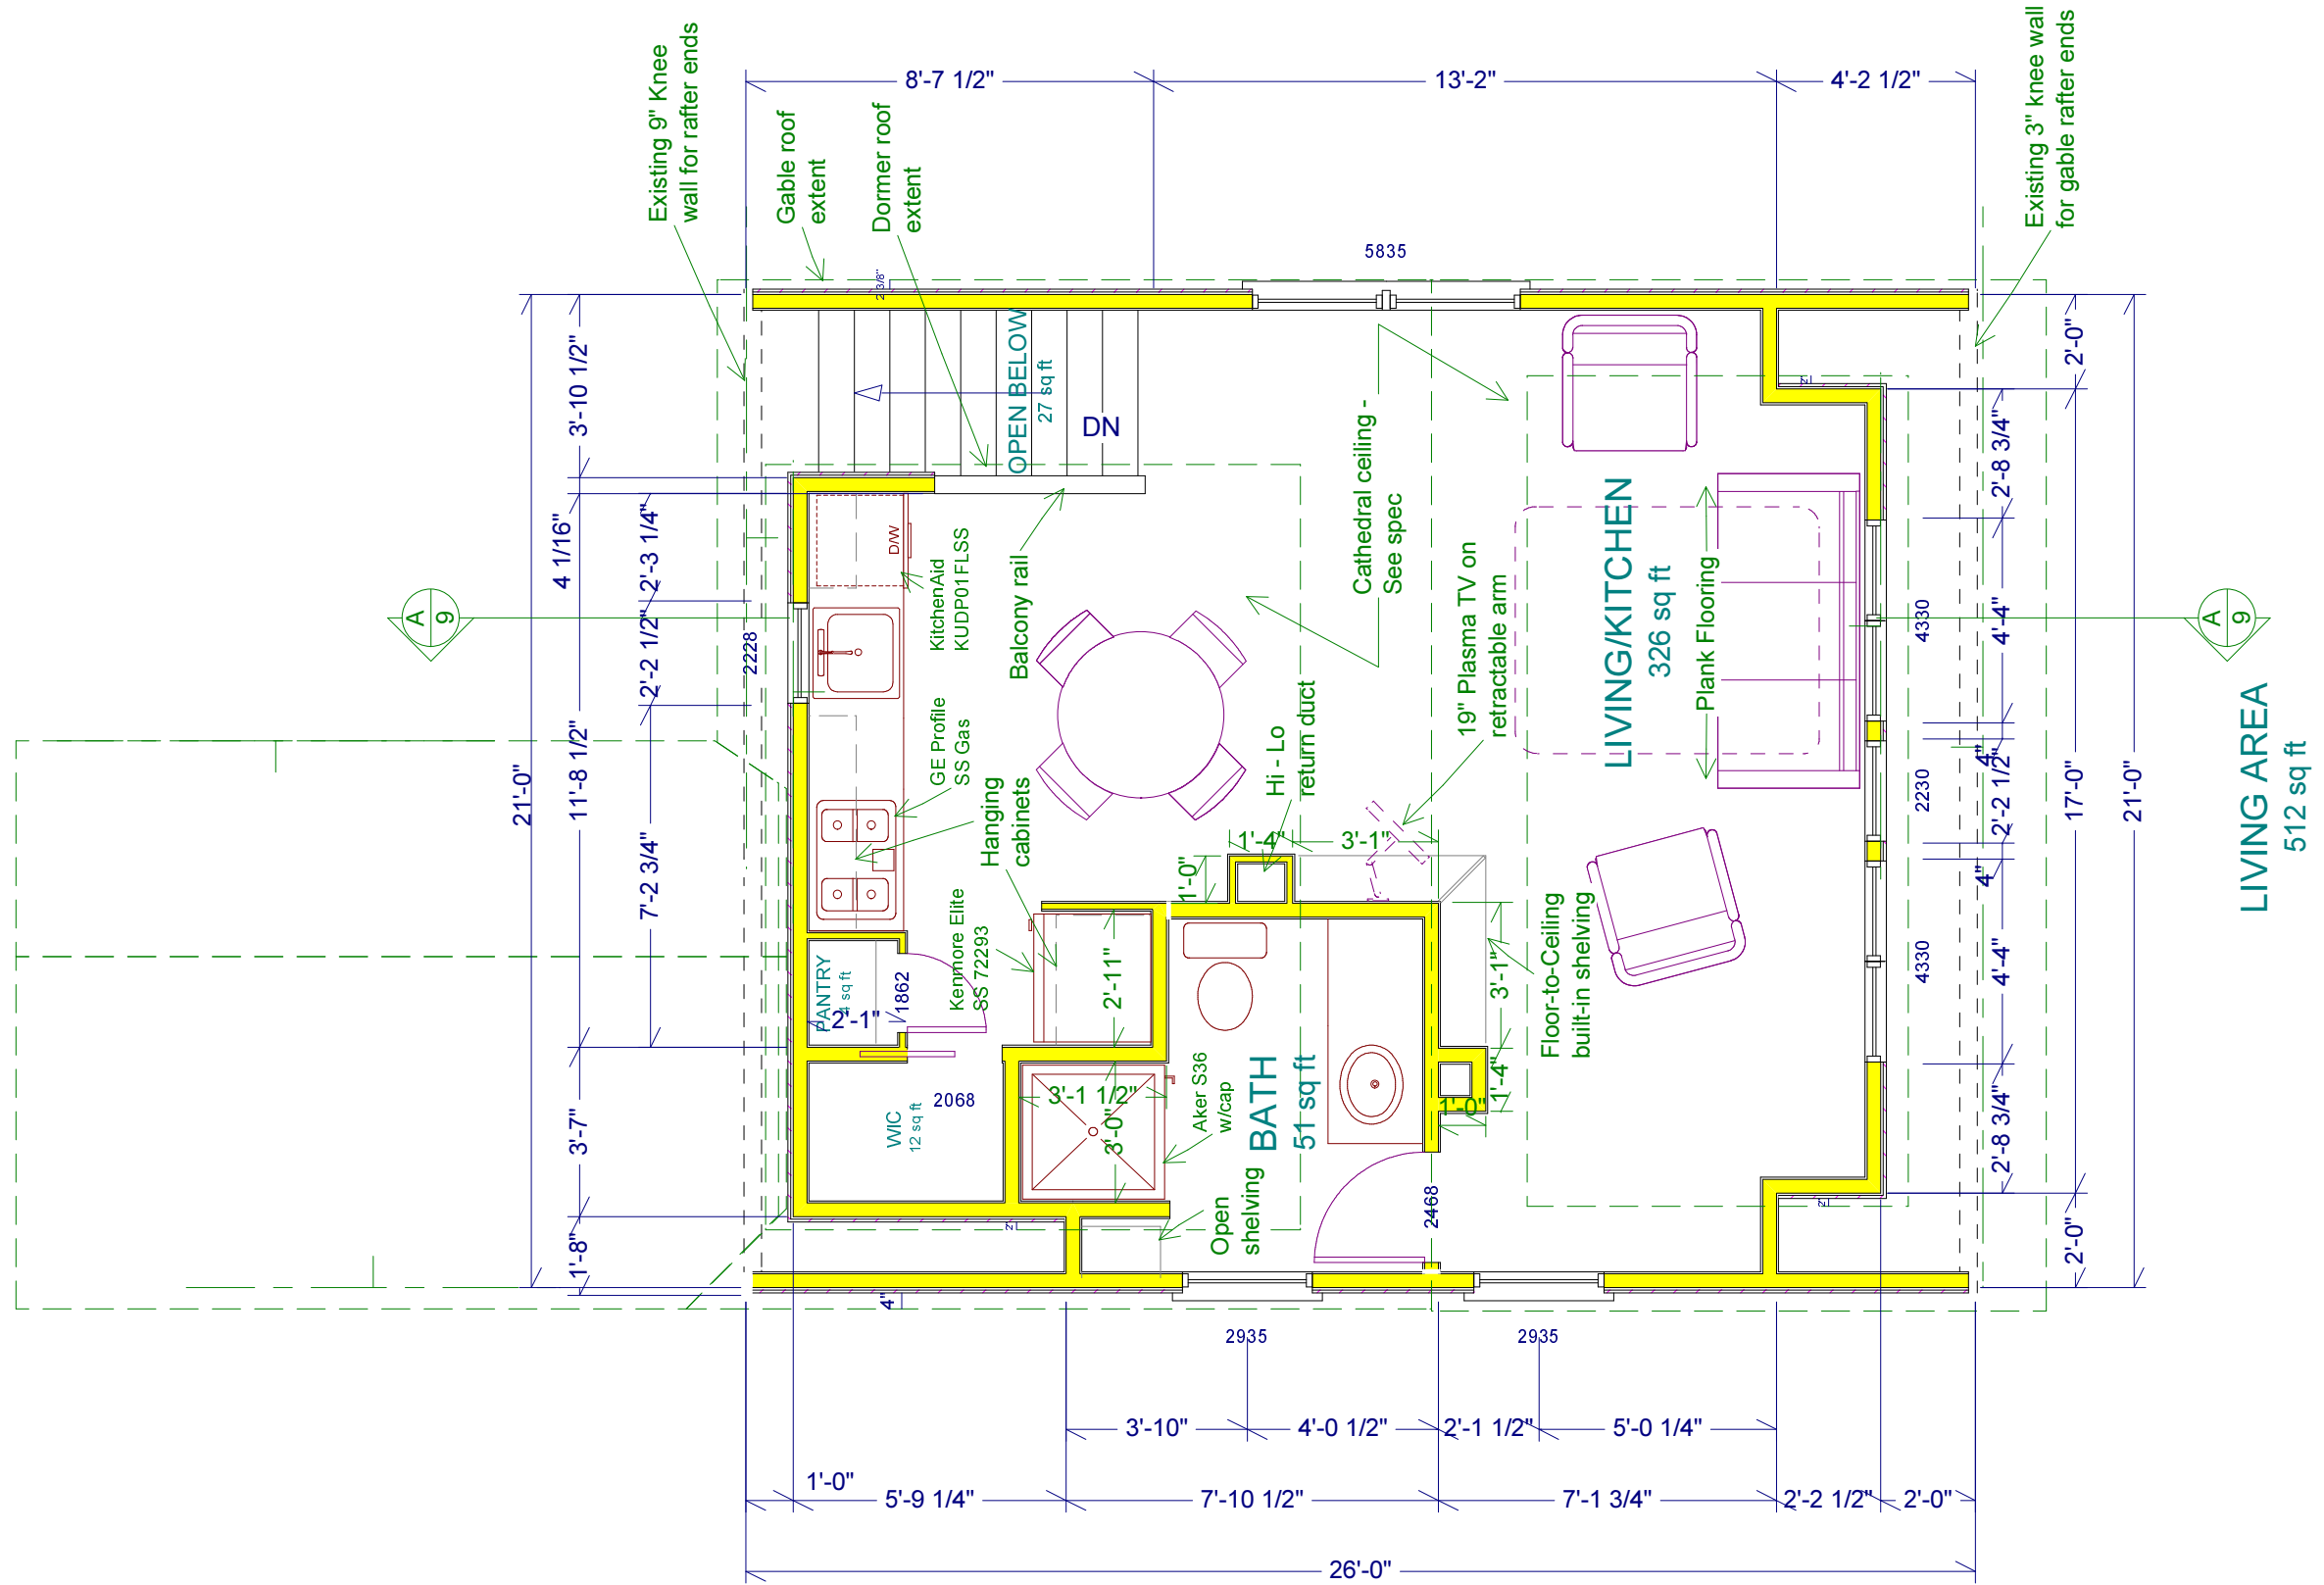 8'-7 1/2"
13'-2"
4'-2 1/2"
Existing 9" Knee
wall for rafter ends
Gable roof
extent
Dormer roof
extent
Existing 3" knee wall
for gable rafter ends
5835
2 3/8"
OPEN BELOW
27 sq ft
DN
21'-0"
3'-10 1/2"
4 1/16"
11'-8 1/2"
3'-7"
1'-8"
2'-3 1/4"
2'-2 1/2"
7'-2 3/4"
A
9
2228
D/W
KitchenAid
KUDP01FLSS
Balcony rail
GE Profile
SS Gas
Hanging
cabinets
Kenmore Elite
SS 72293
Cathedral ceiling -
See spec
19" Plasma TV on
retractable arm
Hi - Lo
return duct
1'-4"
3'-1"
1'-0"
LIVING/KITCHEN
326 sq ft
Plank Flooring
2"
2'-0"
2'-8 3/4"
4'-4"
4"
2'-2 1/2"
4"
4'-4"
2'-8 3/4"
17'-0"
21'-0"
2'-0"
4330
2230
4330
A
9
LIVING AREA
512 sq ft
PANTRY
4 sq ft
2'-1"
1862
2'-11"
WIC
12 sq ft
2068
3'-1 1/2"
3'-0"
Aker S36
w/cap
BATH
51 sq ft
Open
shelving
Floor-to-Ceiling
built-in shelving
3'-1"
1'-4"
1'-0"
2468
2"
2"
4"
2935
2935
3'-10"
4'-0 1/2"
2'-1 1/2"
5'-0 1/4"
1'-0"
5'-9 1/4"
7'-10 1/2"
7'-1 3/4"
2'-2 1/2"
2'-0"
26'-0"